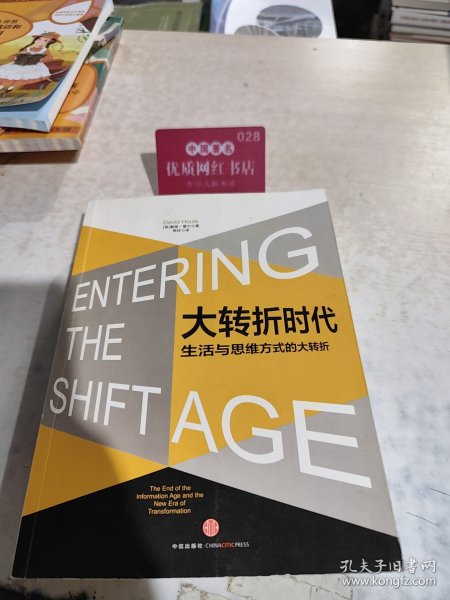 028
中国著名
优质网红书店
David Houle
ENTERING
THE
SHIFT AGE
大转折时代
生活与思维方式的大转折
The End of the
Information Age and the
New Era of
Transformation
中信出版社·CHINACITICPRESS
孔夫子旧书网
www.kongfz.com